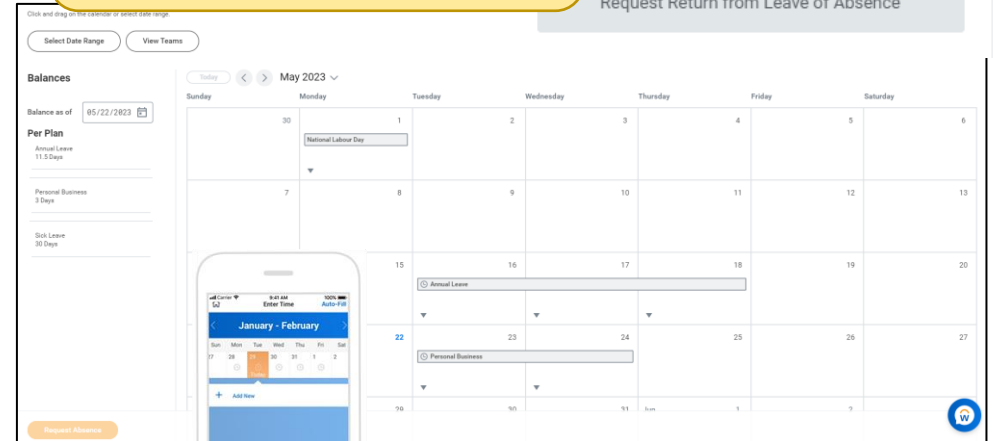 Request Return from Leave of Absence
Click and drag on the calendar or select date range.
Select Date Range
View Teams
Balances
Today
May 2023
Sunday Monday Tuesday Wednesday Thursday Friday Saturday
Balance as of 05/22/2023
Per Plan
Annual Leave
11.5 Days
Personal Business
3 Days
Sick Leave
30 Days
30 1 2 3 4 5 6
National Labour Day
7 8 9 10 11 12 13
15 16 17 18 19 20
Annual Leave
22 23 24 25 26 27
Personal Business
29 30 31 Jun 1 2
Carrier 9:41 AM 100%
Enter Time Auto-Fill
January - February
Sun Mon Tue Wed Thu Fri Sat
27 28 29 30 31 1 2
Today
+ Add New
Request Absence
W